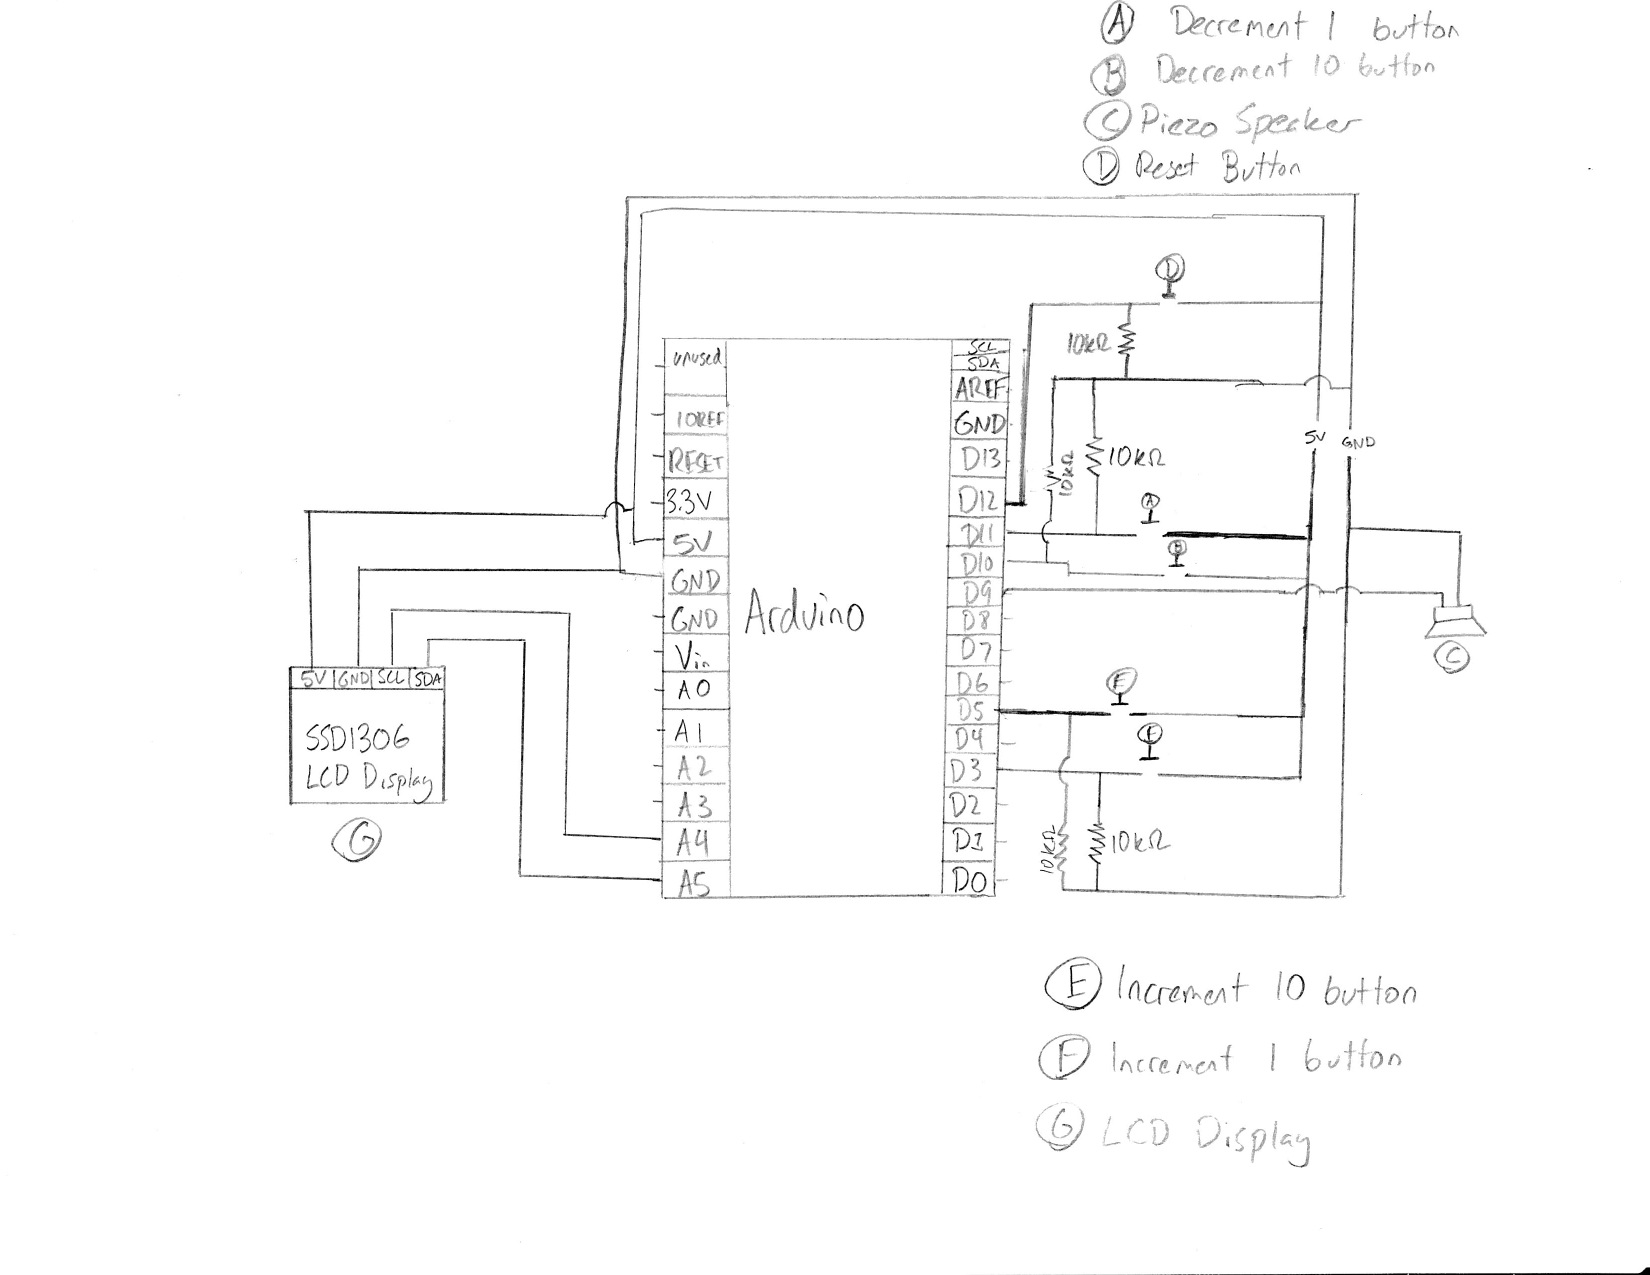 Ⓐ Decrement 1 button
Ⓑ Decrement 10 button
Ⓒ Piezo Speaker
Ⓓ Reset Button
Ⓓ
10kΩ
5V GND
10kΩ 10kΩ
Ⓐ
Ⓑ
Ⓒ
Ⓕ
Ⓔ
10kΩ 10kΩ
unused
IOREF
RESET
3.3V
5V
GND
GND
Vin
A0
A1
A2
A3
A4
A5
Arduino
SCL
SDA
AREF
GND
D13
D12
D11
D10
D9
D8
D7
D6
D5
D4
D3
D2
D1
D0
5V GND SCL SDA
SSD1306
LCD Display
Ⓖ
Ⓔ Increment 10 button
Ⓕ Increment 1 button
Ⓖ LCD Display